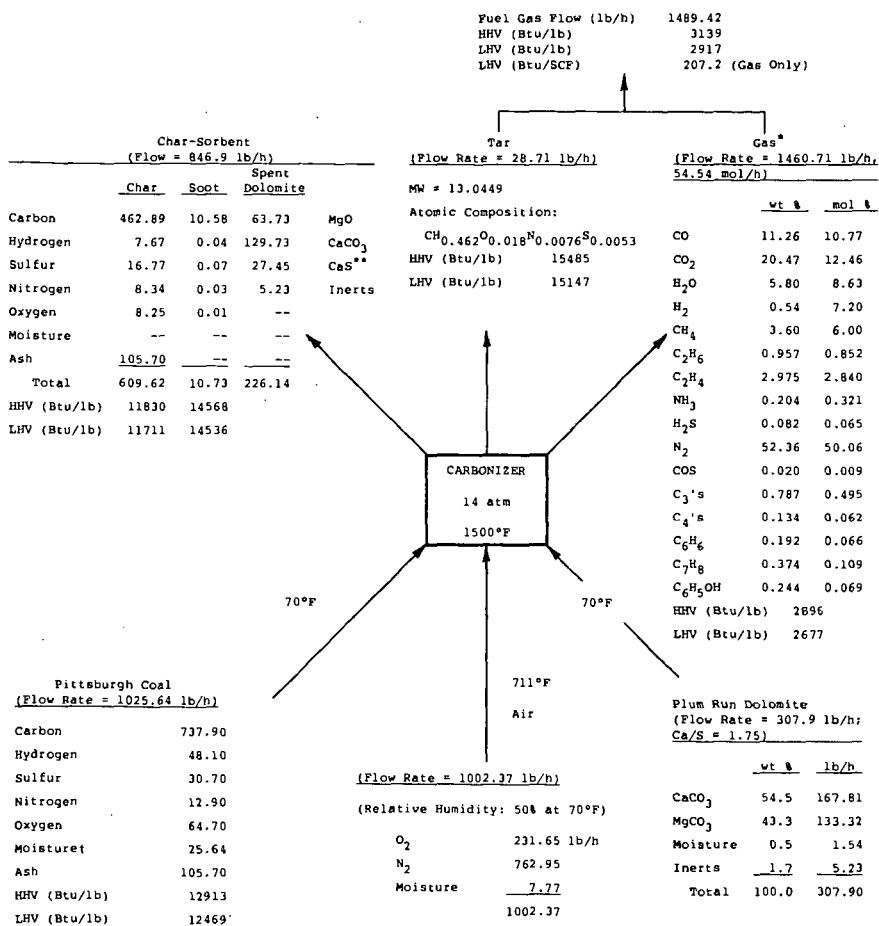 Fuel Gas Flow (lb/h) 1489.42
HHV (Btu/lb) 3139
LHV (Btu/lb) 2917
LHV (Btu/SCF) 207.2 (Gas Only)
Char-Sorbent
(Flow = 846.9 lb/h)
Char Soot Spent Dolomite
Carbon 462.89 10.58 63.73 MgO
Hydrogen 7.67 0.04 129.73 CaCO3
Sulfur 16.77 0.07 27.45 CaS**
Nitrogen 8.34 0.03 5.23 Inerts
Oxygen 8.25 0.01 --
Moisture -- -- --
Ash 105.70 -- --
Total 609.62 10.73 226.14
HHV (Btu/lb) 11830 14568
LHV (Btu/lb) 11711 14536
Tar
(Flow Rate = 28.71 lb/h)
MW = 13.0449
Atomic Composition:
CH0.462O0.018N0.0076S0.0053
HHV (Btu/lb) 15485
LHV (Btu/lb) 15147
Gas*
(Flow Rate = 1460.71 lb/h,
54.54 mol/h)
wt % mol %
CO 11.26 10.77
CO2 20.47 12.46
H2O 5.80 8.63
H2 0.54 7.20
CH4 3.60 6.00
C2H6 0.957 0.852
C2H4 2.975 2.840
NH3 0.204 0.321
H2S 0.082 0.065
N2 52.36 50.06
COS 0.020 0.009
C3's 0.787 0.495
C4's 0.134 0.062
C6H6 0.192 0.066
C7H8 0.374 0.109
C6H5OH 0.244 0.069
HHV (Btu/lb) 2896
LHV (Btu/lb) 2677
CARBONIZER
14 atm
1500°F
70°F
70°F
711°F
Air
Pittsburgh Coal
(Flow Rate = 1025.64 lb/h)
Carbon 737.90
Hydrogen 48.10
Sulfur 30.70
Nitrogen 12.90
Oxygen 64.70
Moisture† 25.64
Ash 105.70
HHV (Btu/lb) 12913
LHV (Btu/lb) 12469
(Flow Rate = 1002.37 lb/h)
(Relative Humidity: 50% at 70°F)
O2 231.65 lb/h
N2 762.95
Moisture 7.77
1002.37
Plum Run Dolomite
(Flow Rate = 307.9 lb/h;
Ca/S = 1.75)
wt % lb/h
CaCO3 54.5 167.81
MgCO3 43.3 133.32
Moisture 0.5 1.54
Inerts 1.7 5.23
Total 100.0 307.90